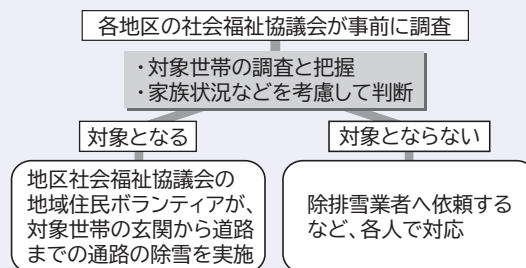 各地区の社会福祉協議会が事前に調査
・対象世帯の調査と把握
・家族状況などを考慮して判断
対象となる
対象とならない
地区社会福祉協議会の
地域住民ボランティアが、
対象世帯の玄関から道路
までの通路の除雪を実施
除排雪業者へ依頼する
など、各人で対応